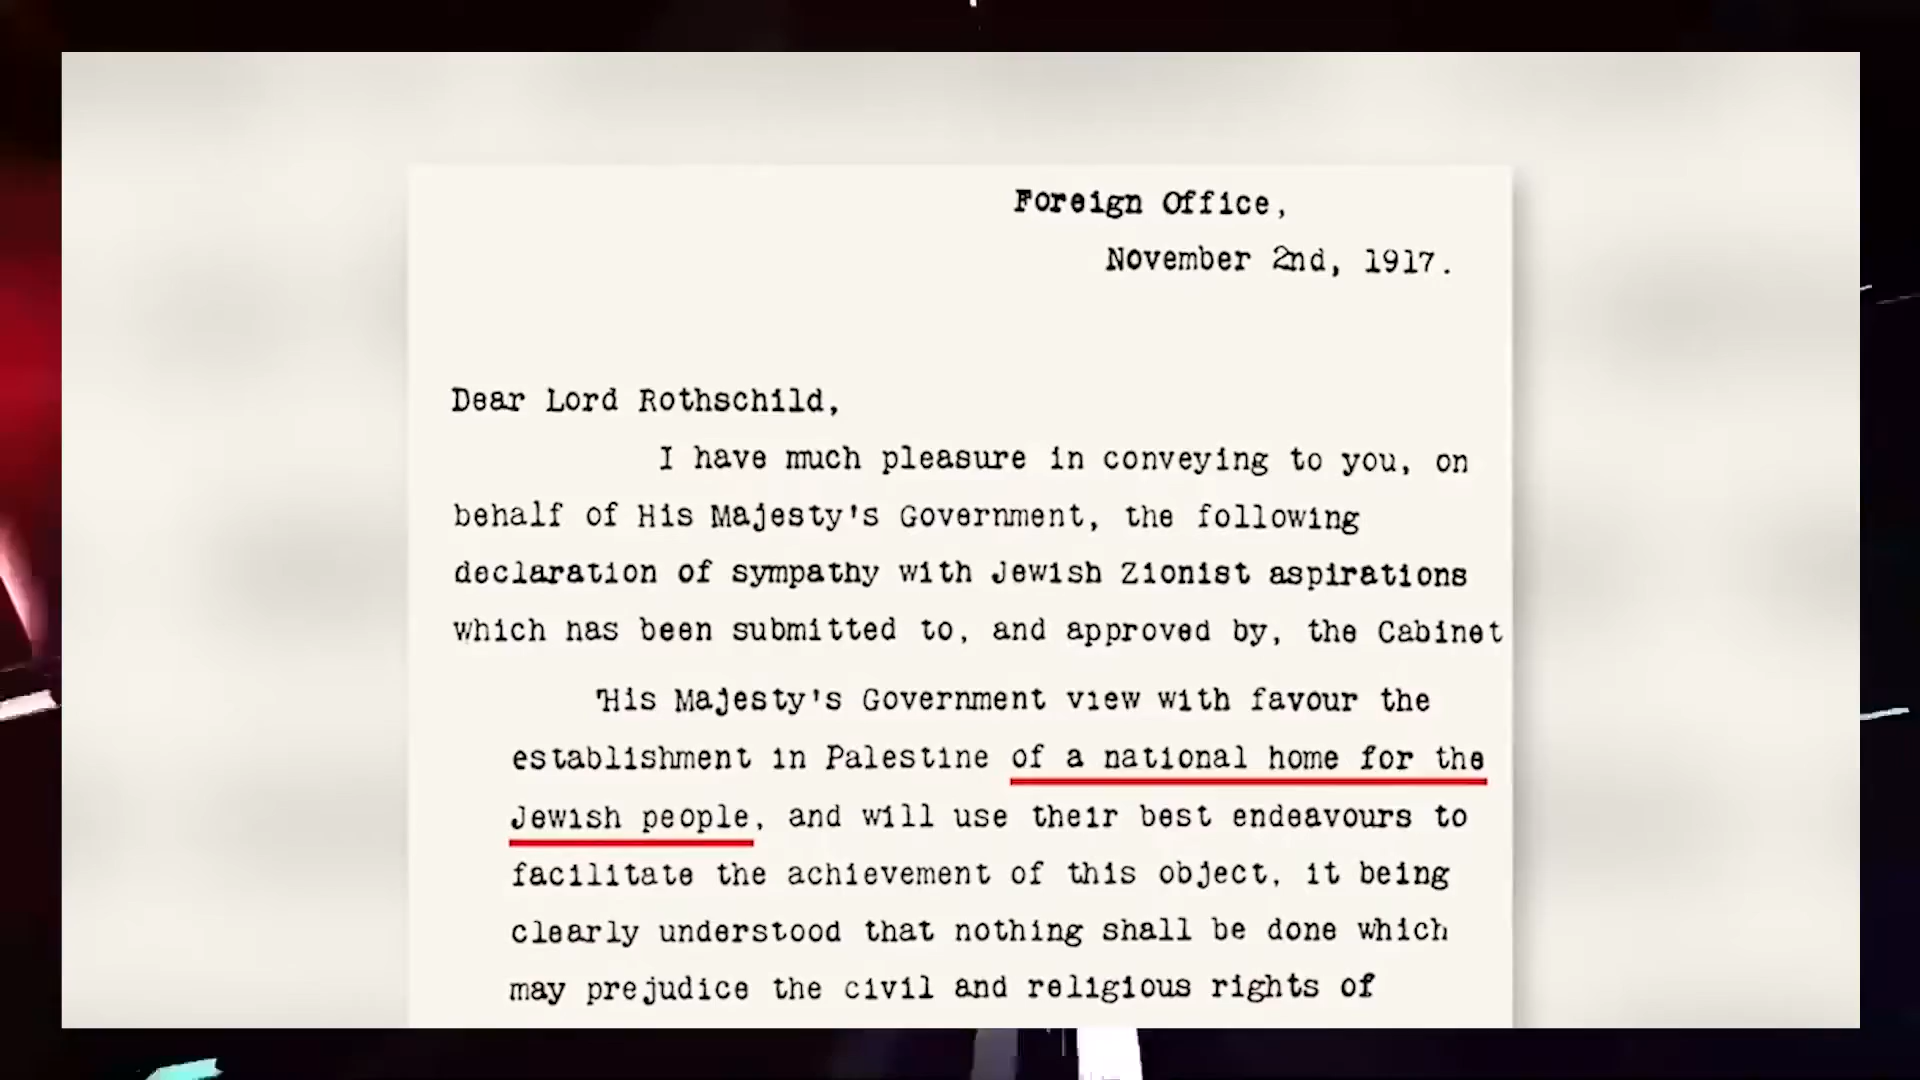 Foreign Office,
November 2nd, 1917.
Dear Lord Rothschild,
I have much pleasure in conveying to you, on
behalf of His Majesty's Government, the following
declaration of sympathy with Jewish Zionist aspirations
which has been submitted to, and approved by, the Cabinet
"His Majesty's Government view with favour the
establishment in Palestine of a national home for the
Jewish people, and will use their best endeavours to
facilitate the achievement of this object, it being
clearly understood that nothing shall be done which
may prejudice the civil and religious rights of